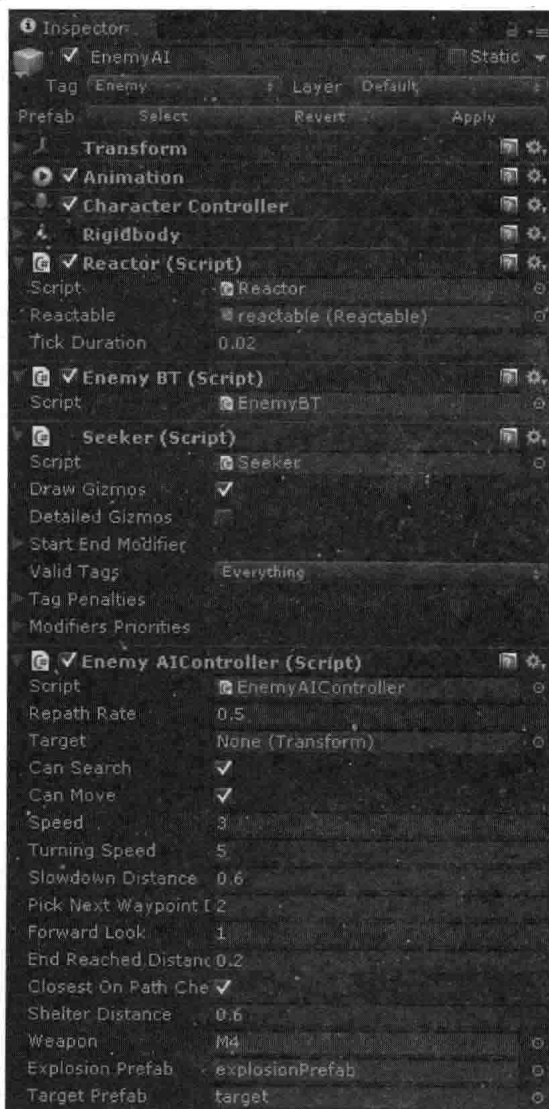 Inspector
EnemyAI Static
Tag Enemy Layer Default
Prefab Select Revert Apply
Transform
Animation
Character Controller
Rigidbody
Reactor (Script)
Script Reactor
Reactable reactable (Reactable)
Tick Duration 0.02
Enemy BT (Script)
Script EnemyBT
Seeker (Script)
Script Seeker
Draw Gizmos
Detailed Gizmos
Start End Modifier
Valid Tags Everything
Tag Penalties
Modifiers Priorities
Enemy AIController (Script)
Script EnemyAIController
Repath Rate 0.5
Target None (Transform)
Can Search
Can Move
Speed 3
Turning Speed 5
Slowdown Distance 0.6
Pick Next Waypoint D 2
Forward Look 1
End Reached Distanc 0.2
Closest On Path Che
Shelter Distance 0.6
Weapon M4
Explosion Prefab explosionPrefab
Target Prefab target